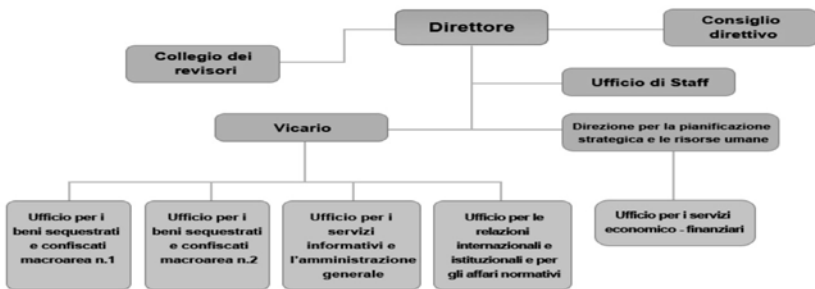 Direttore
Consiglio
direttivo
Collegio dei
revisori
Ufficio di Staff
Vicario
Direzione per la pianificazione
strategica e le risorse umane
Ufficio per i
beni sequestrati
e confiscati
macroarea n.1
Ufficio per i
beni sequestrati
e confiscati
macroarea n.2
Ufficio per i
servizi
informativi e
l'amministrazione
generale
Ufficio per le
relazioni
internazionali e
istituzionali e per
gli affari normativi
Ufficio per i servizi
economico - finanziari